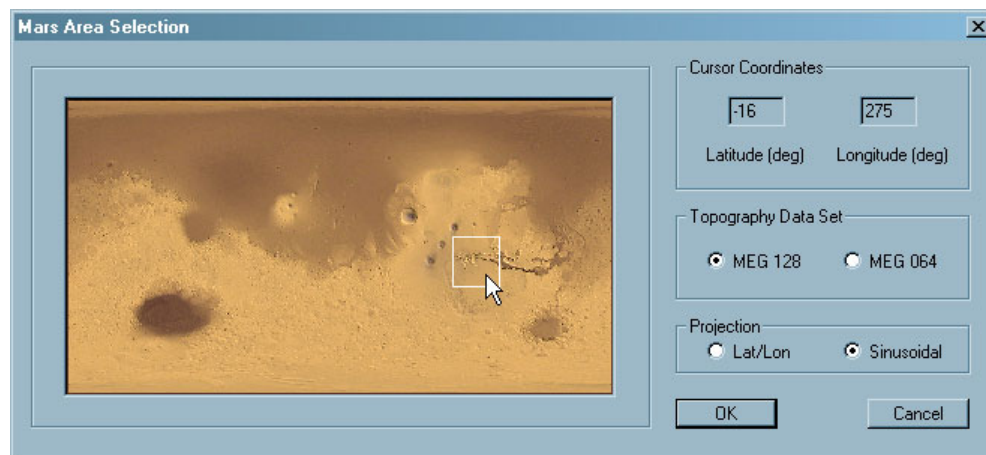 Mars Area Selection
Cursor Coordinates
-16 275
Latitude (deg) Longitude (deg)
Topography Data Set
MEG 128 MEG 064
Projection
Lat/Lon Sinusoidal
OK Cancel